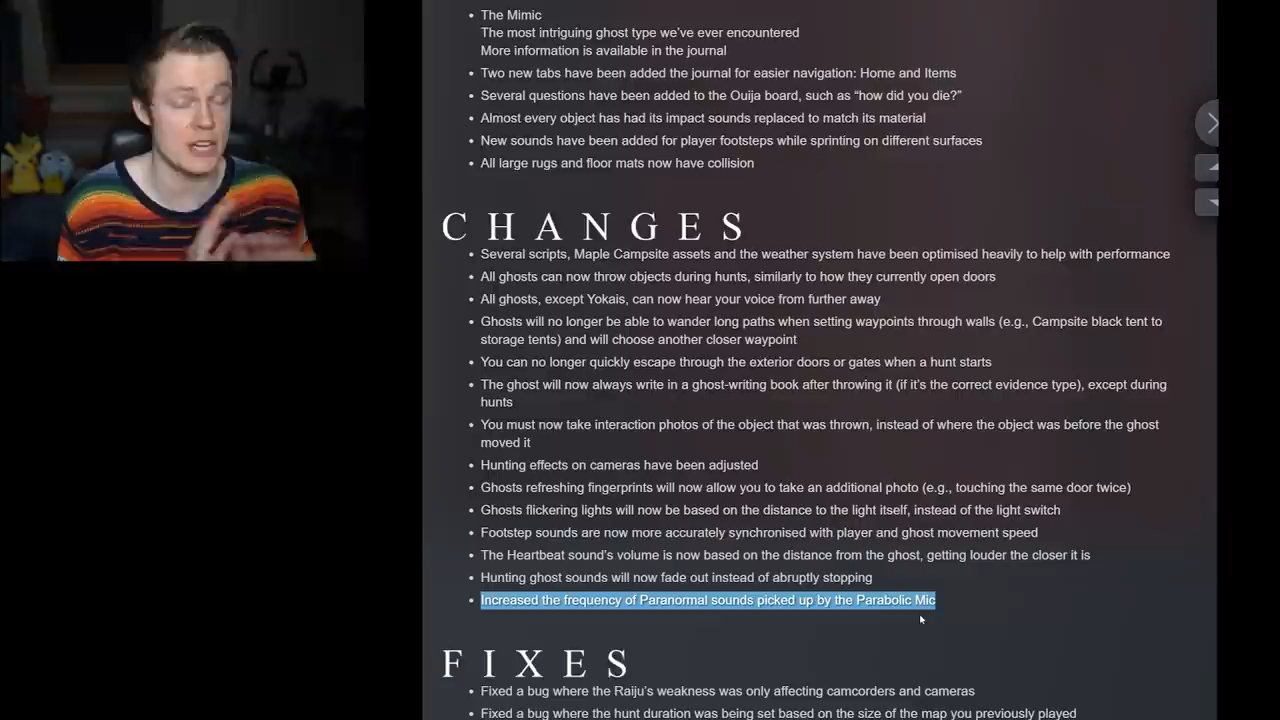 The Mimic
The most intriguing ghost type we've ever encountered
More information is available in the journal
Two new tabs have been added the journal for easier navigation: Home and Items
Several questions have been added to the Ouija board, such as “how did you die?”
Almost every object has had its impact sounds replaced to match its material
New sounds have been added for player footsteps while sprinting on different surfaces
All large rugs and floor mats now have collision
CHANGES
Several scripts, Maple Campsite assets and the weather system have been optimised heavily to help with performance
All ghosts can now throw objects during hunts, similarly to how they currently open doors
All ghosts, except Yokais, can now hear your voice from further away
Ghosts will no longer be able to wander long paths when setting waypoints through walls (e.g., Campsite black tent to
storage tents) and will choose another closer waypoint
You can no longer quickly escape through the exterior doors or gates when a hunt starts
The ghost will now always write in a ghost-writing book after throwing it (if it's the correct evidence type), except during
hunts
You must now take interaction photos of the object that was thrown, instead of where the object was before the ghost
moved it
Hunting effects on cameras have been adjusted
Ghosts refreshing fingerprints will now allow you to take an additional photo (e.g., touching the same door twice)
Ghosts flickering lights will now be based on the distance to the light itself, instead of the light switch
Footstep sounds are now more accurately synchronised with player and ghost movement speed
The Heartbeat sound's volume is now based on the distance from the ghost, getting louder the closer it is
Hunting ghost sounds will now fade out instead of abruptly stopping
Increased the frequency of Paranormal sounds picked up by the Parabolic Mic
FIXES
Fixed a bug where the Raiju's weakness was only affecting camcorders and cameras
Fixed a bug where the hunt duration was being set based on the size of the map you previously played